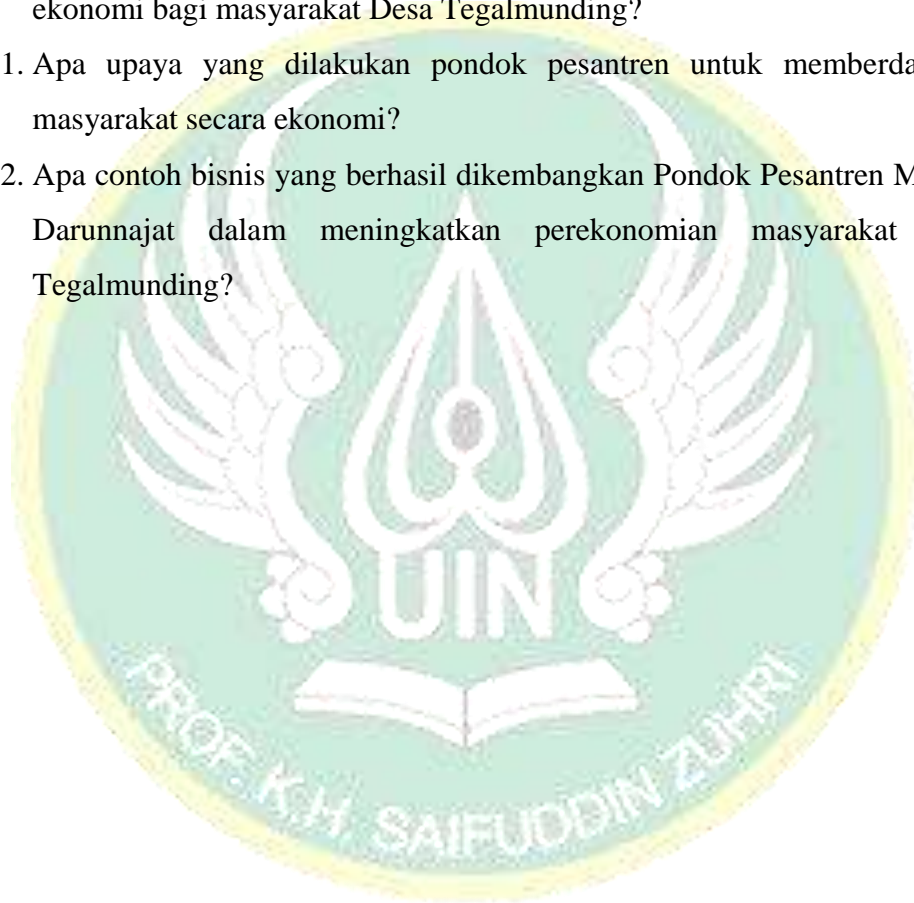 ekonomi bagi masyarakat Desa Tegalmunding?
1. Apa upaya yang dilakukan pondok pesantren untuk memberda
masyarakat secara ekonomi?
2. Apa contoh bisnis yang berhasil dikembangkan Pondok Pesantren M
Darunnajat dalam meningkatkan perekonomian masyarakat
Tegalmunding?
UIN
PROF. K.H. SAIFUDDIN ZUHRI